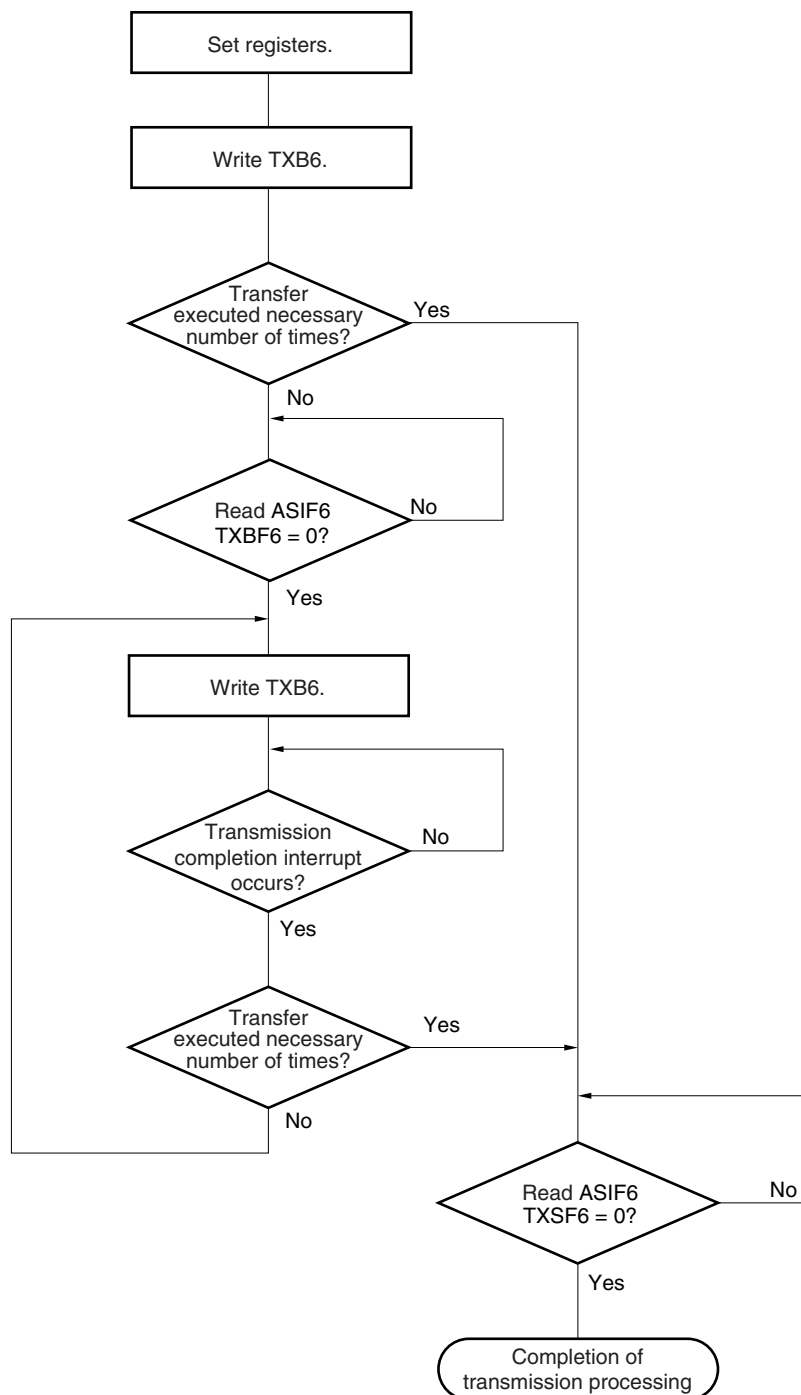 Set registers.
Write TXB6.
Transfer
executed necessary
number of times?
Yes
No
Read ASIF6
TXBF6 = 0?
No
Yes
Write TXB6.
Transmission
completion interrupt
occurs?
No
Yes
Transfer
executed necessary
number of times?
Yes
No
Read ASIF6
TXSF6 = 0?
No
Yes
Completion of
transmission processing